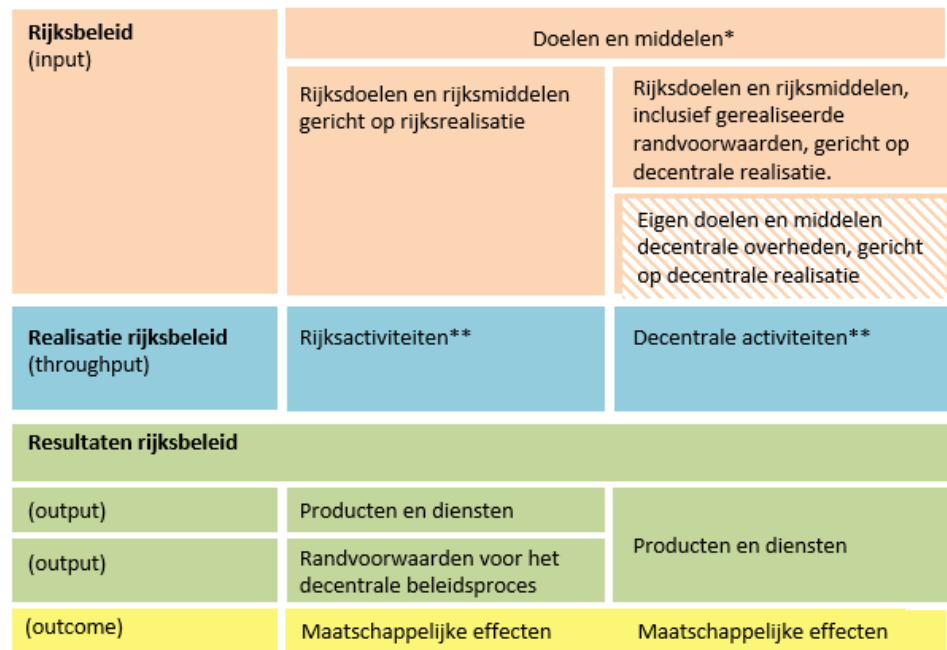 Rijksbeleid
(input)
Doelen en middelen*
Rijksdoelen en rijksmiddelen
gericht op rijksrealisatie
Rijksdoelen en rijksmiddelen,
inclusief gerealiseerde
randvoorwaarden, gericht op
decentrale realisatie.
Eigen doelen en middelen
decentrale overheden, gericht
op decentrale realisatie
Realisatie rijksbeleid
(throughput)
Rijksactiviteiten**
Decentrale activiteiten**
Resultaten rijksbeleid
(output)
Producten en diensten
(output)
Randvoorwaarden voor het
decentrale beleidsproces
Producten en diensten
(outcome)
Maatschappelijke effecten
Maatschappelijke effecten